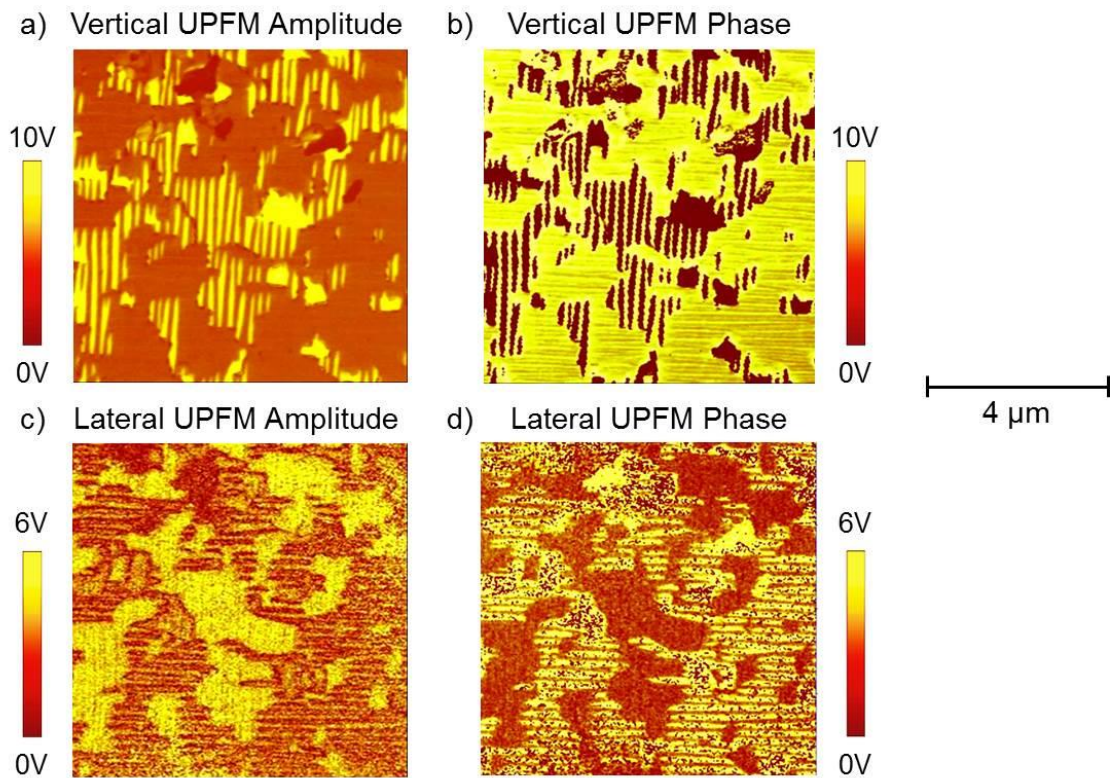 a) Vertical UPFM Amplitude
b) Vertical UPFM Phase
10V
0V
10V
0V
4 µm
c) Lateral UPFM Amplitude
d) Lateral UPFM Phase
6V
0V
6V
0V